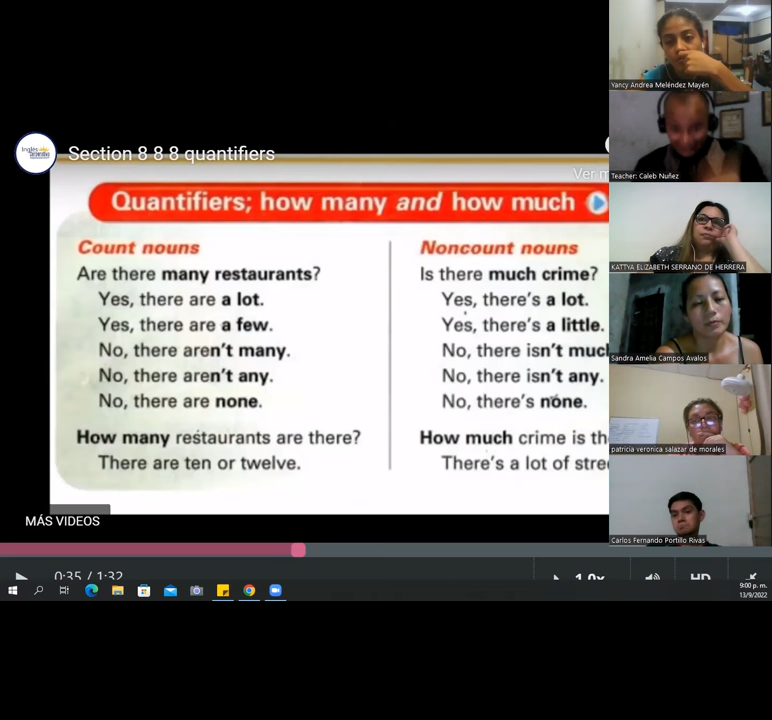 Section 8 8 8 quantifiers
Ver m
Quantifiers; how many and how much
Count nouns
Are there many restaurants?
Yes, there are a lot.
Yes, there are a few.
No, there aren't many.
No, there aren't any.
No, there are none.
How many restaurants are there?
There are ten or twelve.
Noncount nouns
Is there much crime?
Yes, there's a lot.
Yes, there's a little.
No, there isn't much
No, there isn't any.
No, there's none.
How much crime is th
There's a lot of stre
MÁS VIDEOS
0:35 / 1:32
1.0x
HD
Yancy Andrea Meléndez Mayén
Teacher: Caleb Nuñez
KATTYA ELIZABETH SERRANO DE HERRERA
Sandra Amelia Campos Avalos
patricia veronica salazar de morales
Carlos Fernando Portillo Rivas
9:00 p. m.
13/9/2022